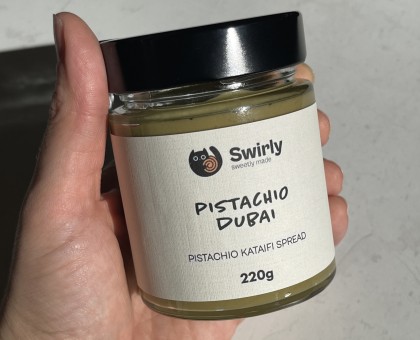 Swirly
sweetly made
PISTACHIO
DUBAI
PISTACHIO KATAIFI SPREAD
220g